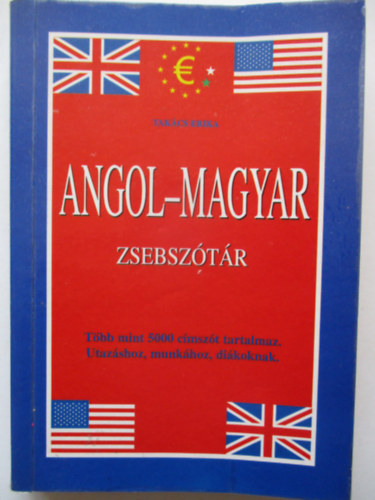 ANGOL–MAGYAR
ZSEBSZÓTÁR
Több mint 5000 címszót tartalmaz.
Utazáshoz, munkához, diákoknak.